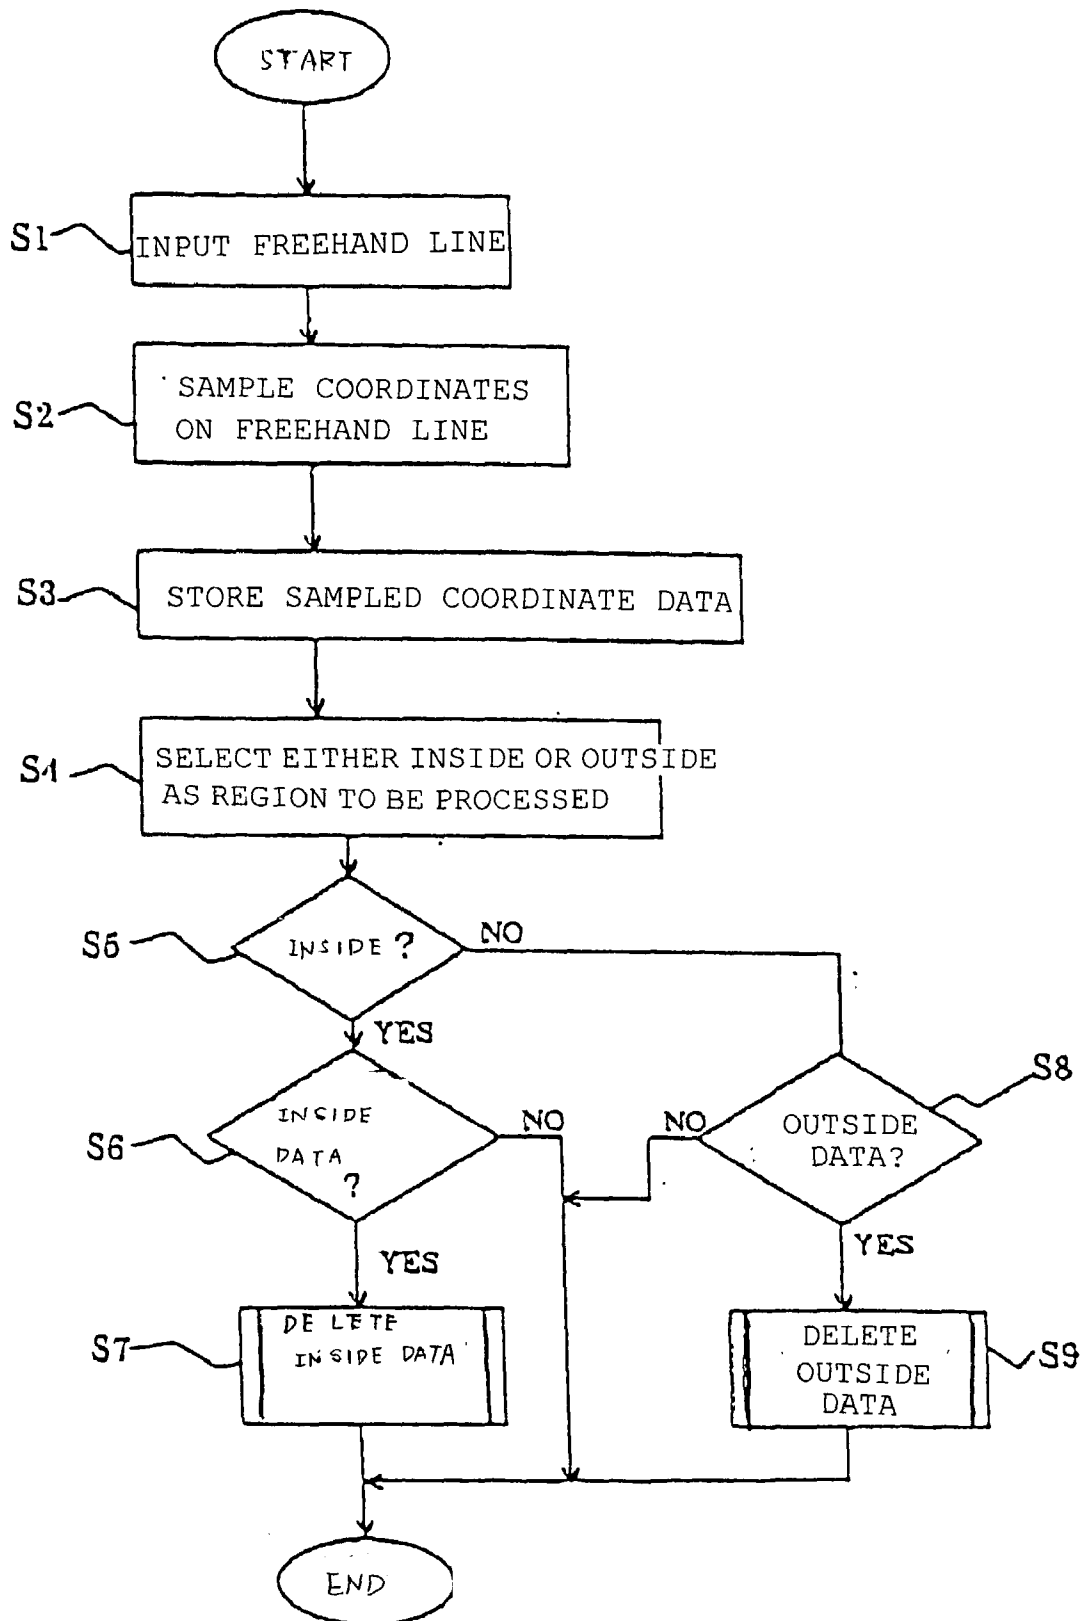 START
S1
INPUT FREEHAND LINE
S2
SAMPLE COORDINATES
ON FREEHAND LINE
S3
STORE SAMPLED COORDINATE DATA
S4
SELECT EITHER INSIDE OR OUTSIDE
AS REGION TO BE PROCESSED
S5
INSIDE?
NO
YES
S6
INSIDE
DATA
?
NO
YES
S8
OUTSIDE
DATA?
NO
YES
S7
DELETE
INSIDE DATA
S9
DELETE
OUTSIDE
DATA
END